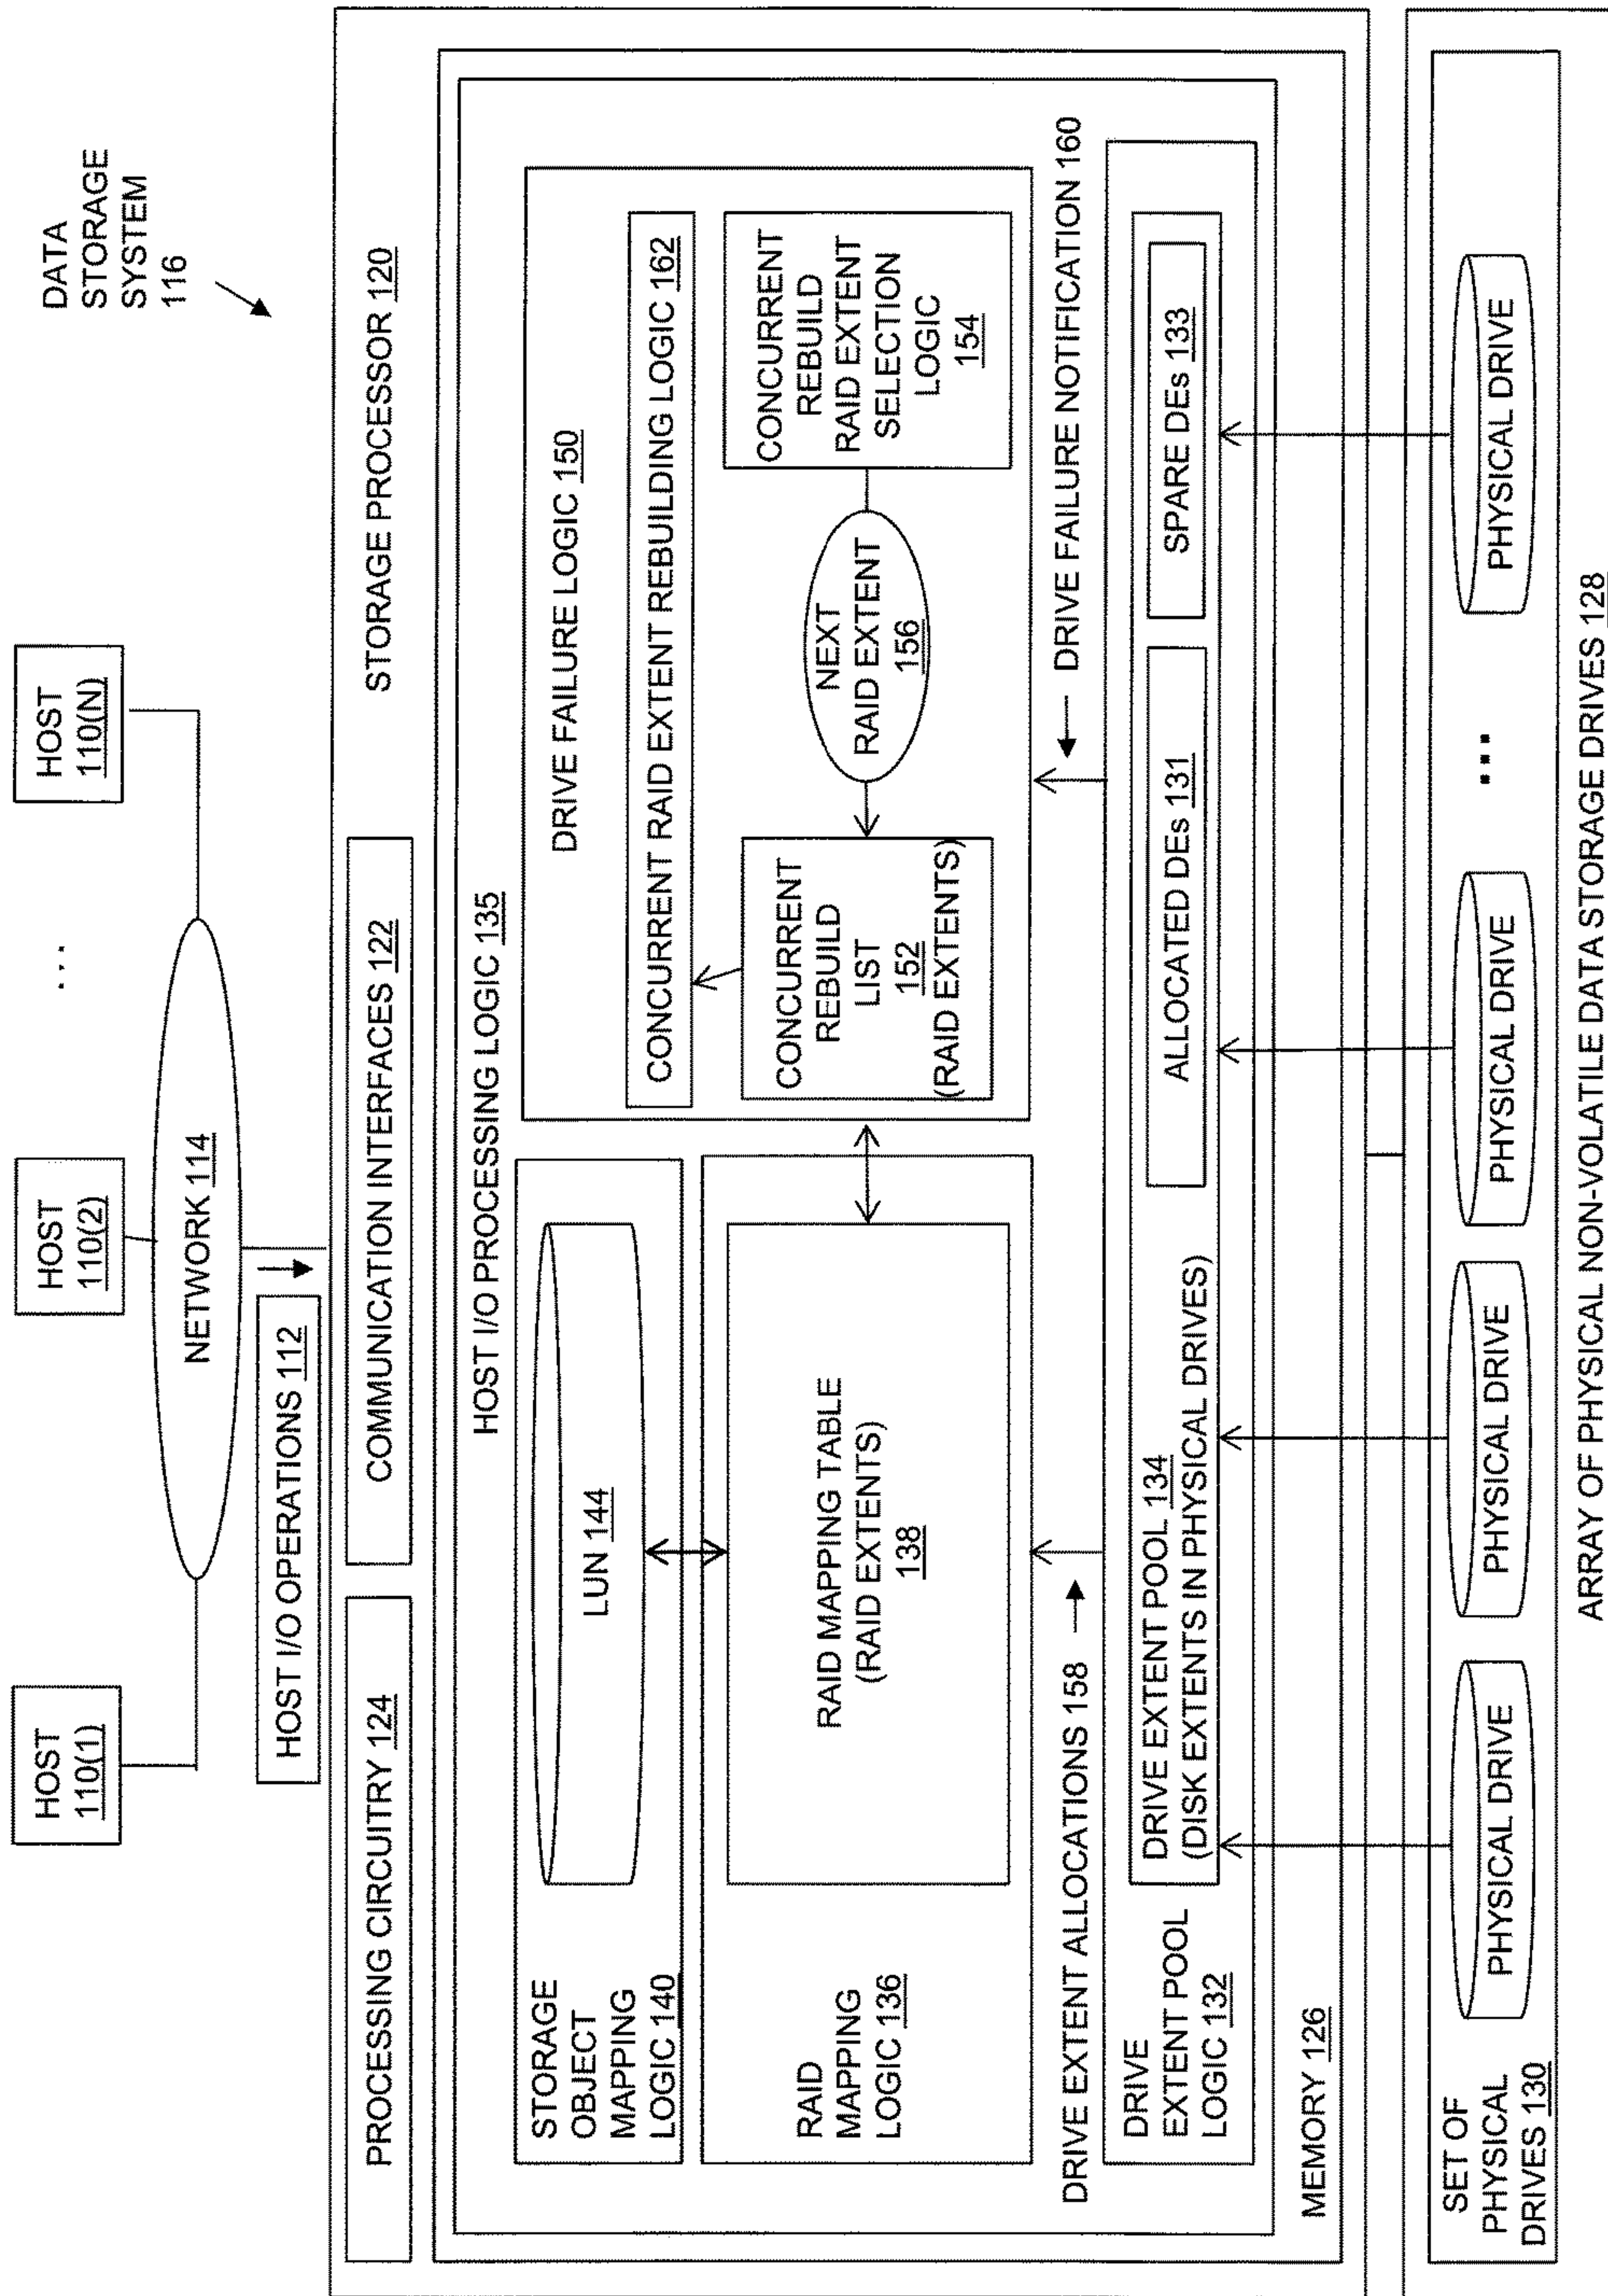 DATA
STORAGE
SYSTEM
116
HOST
110(1)
HOST
110(2)
...
HOST
110(N)
NETWORK 114
HOST I/O OPERATIONS 112
STORAGE PROCESSOR 120
PROCESSING CIRCUITRY 124
COMMUNICATION INTERFACES 122
HOST I/O PROCESSING LOGIC 135
STORAGE
OBJECT
MAPPING
LOGIC 140
LUN 144
RAID
MAPPING
LOGIC 136
RAID MAPPING TABLE
(RAID EXTENTS)
138
DRIVE FAILURE LOGIC 150
CONCURRENT RAID EXTENT REBUILDING LOGIC 162
CONCURRENT
REBUILD
LIST
152
(RAID EXTENTS)
NEXT
RAID EXTENT
156
CONCURRENT
REBUILD
RAID EXTENT
SELECTION
LOGIC
154
DRIVE EXTENT ALLOCATIONS 158
DRIVE FAILURE NOTIFICATION 160
DRIVE
EXTENT POOL
LOGIC 132
DRIVE EXTENT POOL 134
(DISK EXTENTS IN PHYSICAL DRIVES)
ALLOCATED DEs 131
SPARE DEs 133
MEMORY 126
SET OF
PHYSICAL
DRIVES 130
PHYSICAL DRIVE
PHYSICAL DRIVE
PHYSICAL DRIVE
...
PHYSICAL DRIVE
ARRAY OF PHYSICAL NON-VOLATILE DATA STORAGE DRIVES 128